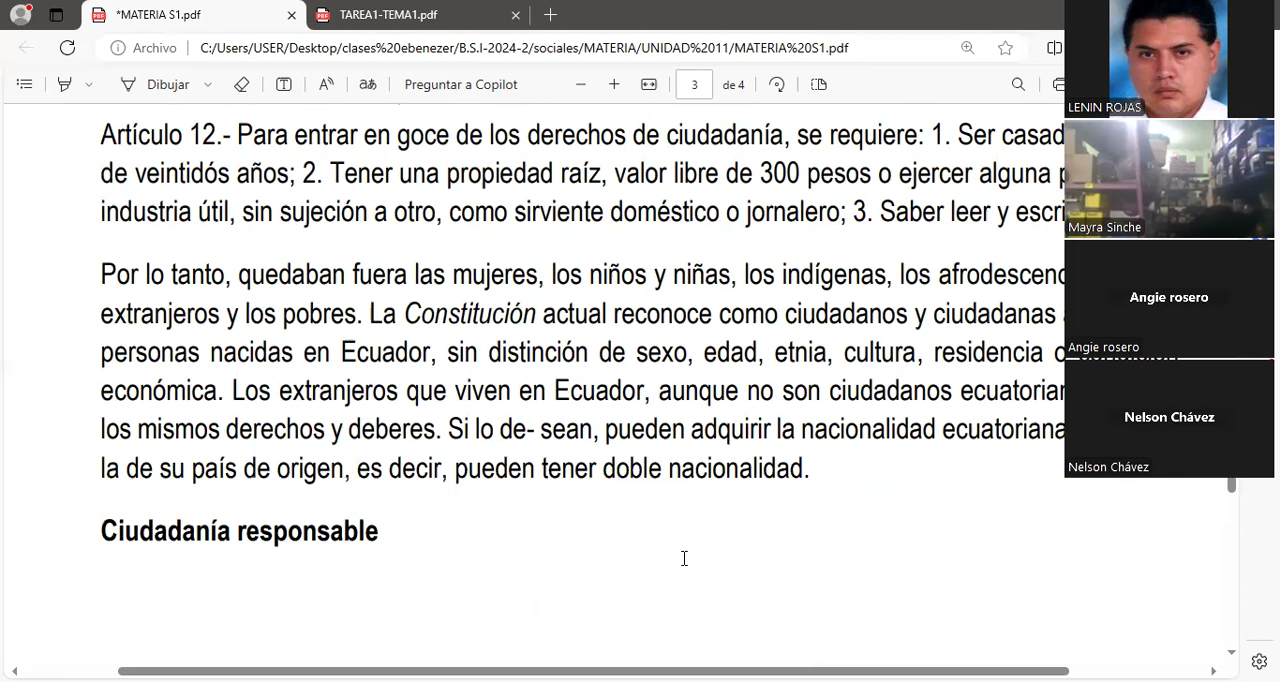 *MATERIA S1.pdf
TAREA1-TEMA1.pdf
Archivo
C:/Users/USER/Desktop/clases%20ebenezer/B.S.I-2024-2/sociales/MATERIA/UNIDAD%2011/MATERIA%20S1.pdf
Dibujar
Preguntar a Copilot
3
de 4
Artículo 12.- Para entrar en goce de los derechos de ciudadanía, se requiere: 1. Ser casad
de veintidós años; 2. Tener una propiedad raíz, valor libre de 300 pesos o ejercer alguna p
industria útil, sin sujeción a otro, como sirviente doméstico o jornalero; 3. Saber leer y escri
Por lo tanto, quedaban fuera las mujeres, los niños y niñas, los indígenas, los afrodescend
extranjeros y los pobres. La Constitución actual reconoce como ciudadanos y ciudadanas
personas nacidas en Ecuador, sin distinción de sexo, edad, etnia, cultura, residencia o
económica. Los extranjeros que viven en Ecuador, aunque no son ciudadanos ecuatorian
los mismos derechos y deberes. Si lo de- sean, pueden adquirir la nacionalidad ecuatoriana
la de su país de origen, es decir, pueden tener doble nacionalidad.
Ciudadanía responsable
LENIN ROJAS
Mayra Sinche
Angie rosero
Angie rosero
Nelson Chávez
Nelson Chávez